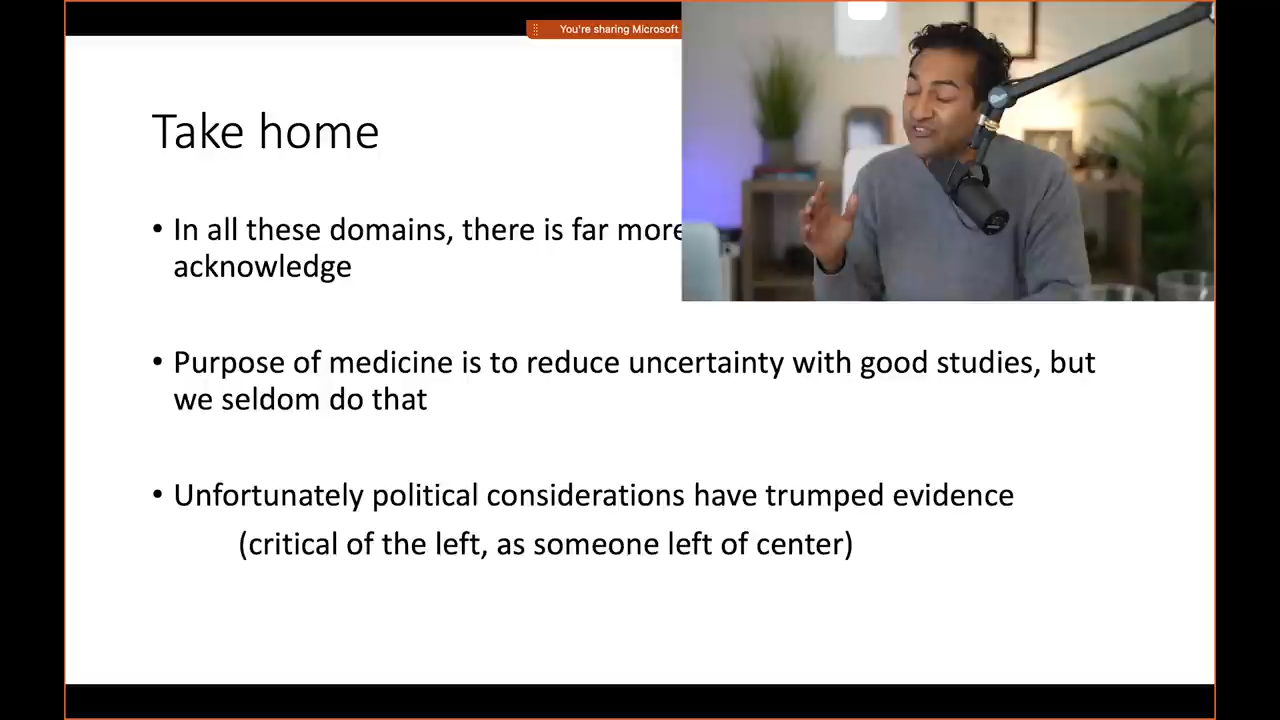 You're sharing Microsoft
Take home
• In all these domains, there is far more
acknowledge
• Purpose of medicine is to reduce uncertainty with good studies, but
we seldom do that
• Unfortunately political considerations have trumped evidence
(critical of the left, as someone left of center)